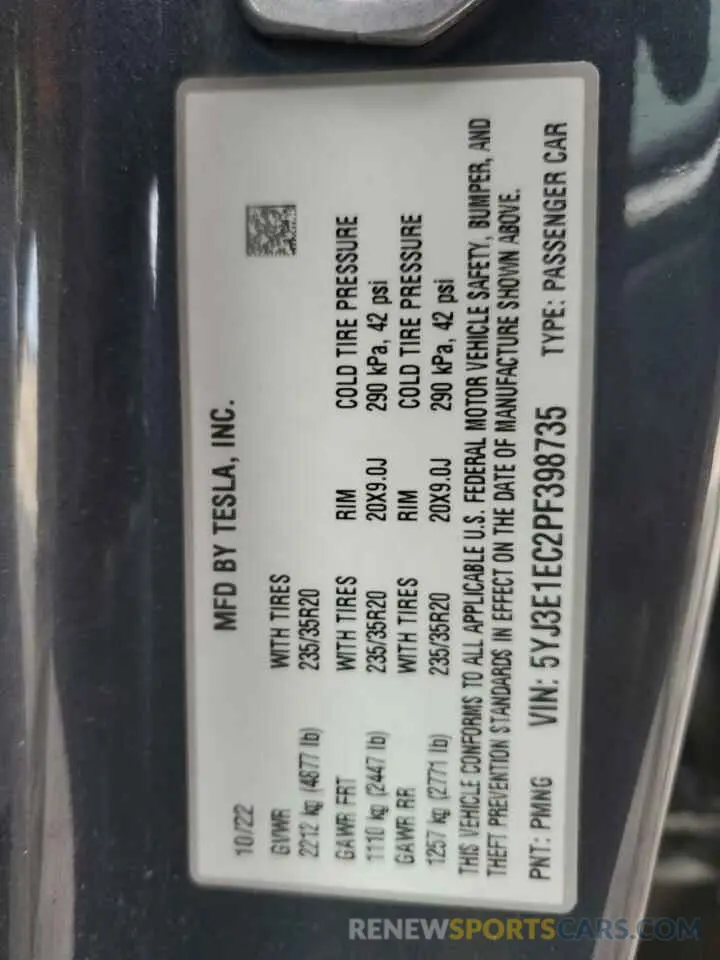 MFD BY TESLA, INC.
10/22
GVWR WITH TIRES
2212 kg (4877 lb) 235/35R20
GAWR FRT WITH TIRES RIM COLD TIRE PRESSURE
1110 kg (2447 lb) 235/35R20 20X9.0J 290 kPa, 42 psi
GAWR RR WITH TIRES RIM COLD TIRE PRESSURE
1257 kg (2771 lb) 235/35R20 20X9.0J 290 kPa, 42 psi
THIS VEHICLE CONFORMS TO ALL APPLICABLE U.S. FEDERAL MOTOR VEHICLE SAFETY, BUMPER, AND
THEFT PREVENTION STANDARDS IN EFFECT ON THE DATE OF MANUFACTURE SHOWN ABOVE.
PNT: PMNG VIN: 5YJ3E1EC2PF398735 TYPE: PASSENGER CAR
RENEWSPORTSCARS.COM